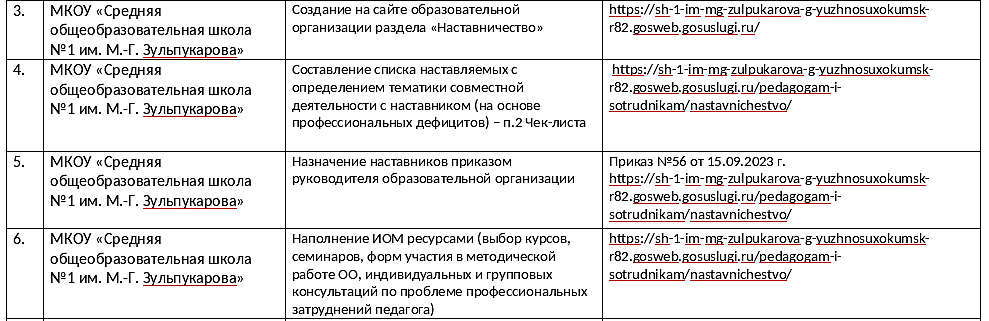 3.
МКОУ «Средняя
общеобразовательная школа
№1 им. М.-Г. Зульпукарова»
Создание на сайте образовательной
организации раздела «Наставничество»
https://sh-1-im-mg-zulpukarova-g-yuzhnosuxokumsk-
r82.gosweb.gosuslugi.ru/
4.
МКОУ «Средняя
общеобразовательная школа
№1 им. М.-Г. Зульпукарова»
Составление списка наставляемых с
определением тематики совместной
деятельности с наставником (на основе
профессиональных дефицитов) – п.2 Чек-листа
https://sh-1-im-mg-zulpukarova-g-yuzhnosuxokumsk-
r82.gosweb.gosuslugi.ru/pedagogam-i-
sotrudnikam/nastavnichestvo/
5.
МКОУ «Средняя
общеобразовательная школа
№1 им. М.-Г. Зульпукарова»
Назначение наставников приказом
руководителя образовательной организации
Приказ №56 от 15.09.2023 г.
https://sh-1-im-mg-zulpukarova-g-yuzhnosuxokumsk-
r82.gosweb.gosuslugi.ru/pedagogam-i-
sotrudnikam/nastavnichestvo/
6.
МКОУ «Средняя
общеобразовательная школа
№1 им. М.-Г. Зульпукарова»
Наполнение ИОМ ресурсами (выбор курсов,
семинаров, форм участия в методической
работе ОО, индивидуальных и групповых
консультаций по проблеме профессиональных
затруднений педагога)
https://sh-1-im-mg-zulpukarova-g-yuzhnosuxokumsk-
r82.gosweb.gosuslugi.ru/pedagogam-i-
sotrudnikam/nastavnichestvo/